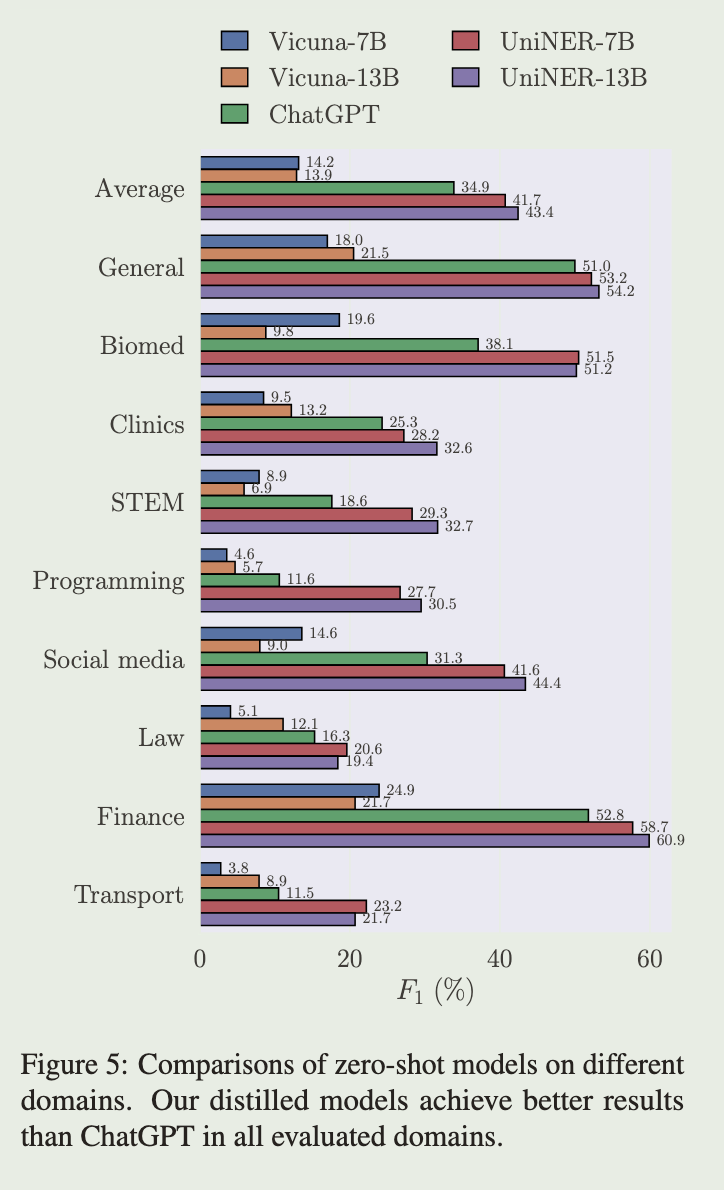 Vicuna-7B
Vicuna-13B
ChatGPT
UniNER-7B
UniNER-13B
Average
14.2
13.9
34.9
41.7
43.4
General
18.0
21.5
51.0
53.2
54.2
Biomed
19.6
9.8
38.1
51.5
51.2
Clinics
9.5
13.2
25.3
28.2
32.6
STEM
8.9
6.9
18.6
29.3
32.7
Programming
4.6
5.7
11.6
27.7
30.5
Social media
14.6
9.0
31.3
41.6
44.4
Law
5.1
12.1
16.3
20.6
19.4
Finance
24.9
21.7
52.8
58.7
60.9
Transport
3.8
8.9
11.5
23.2
21.7
0 20 40 60
F1 (%)
Figure 5: Comparisons of zero-shot models on different
domains. Our distilled models achieve better results
than ChatGPT in all evaluated domains.